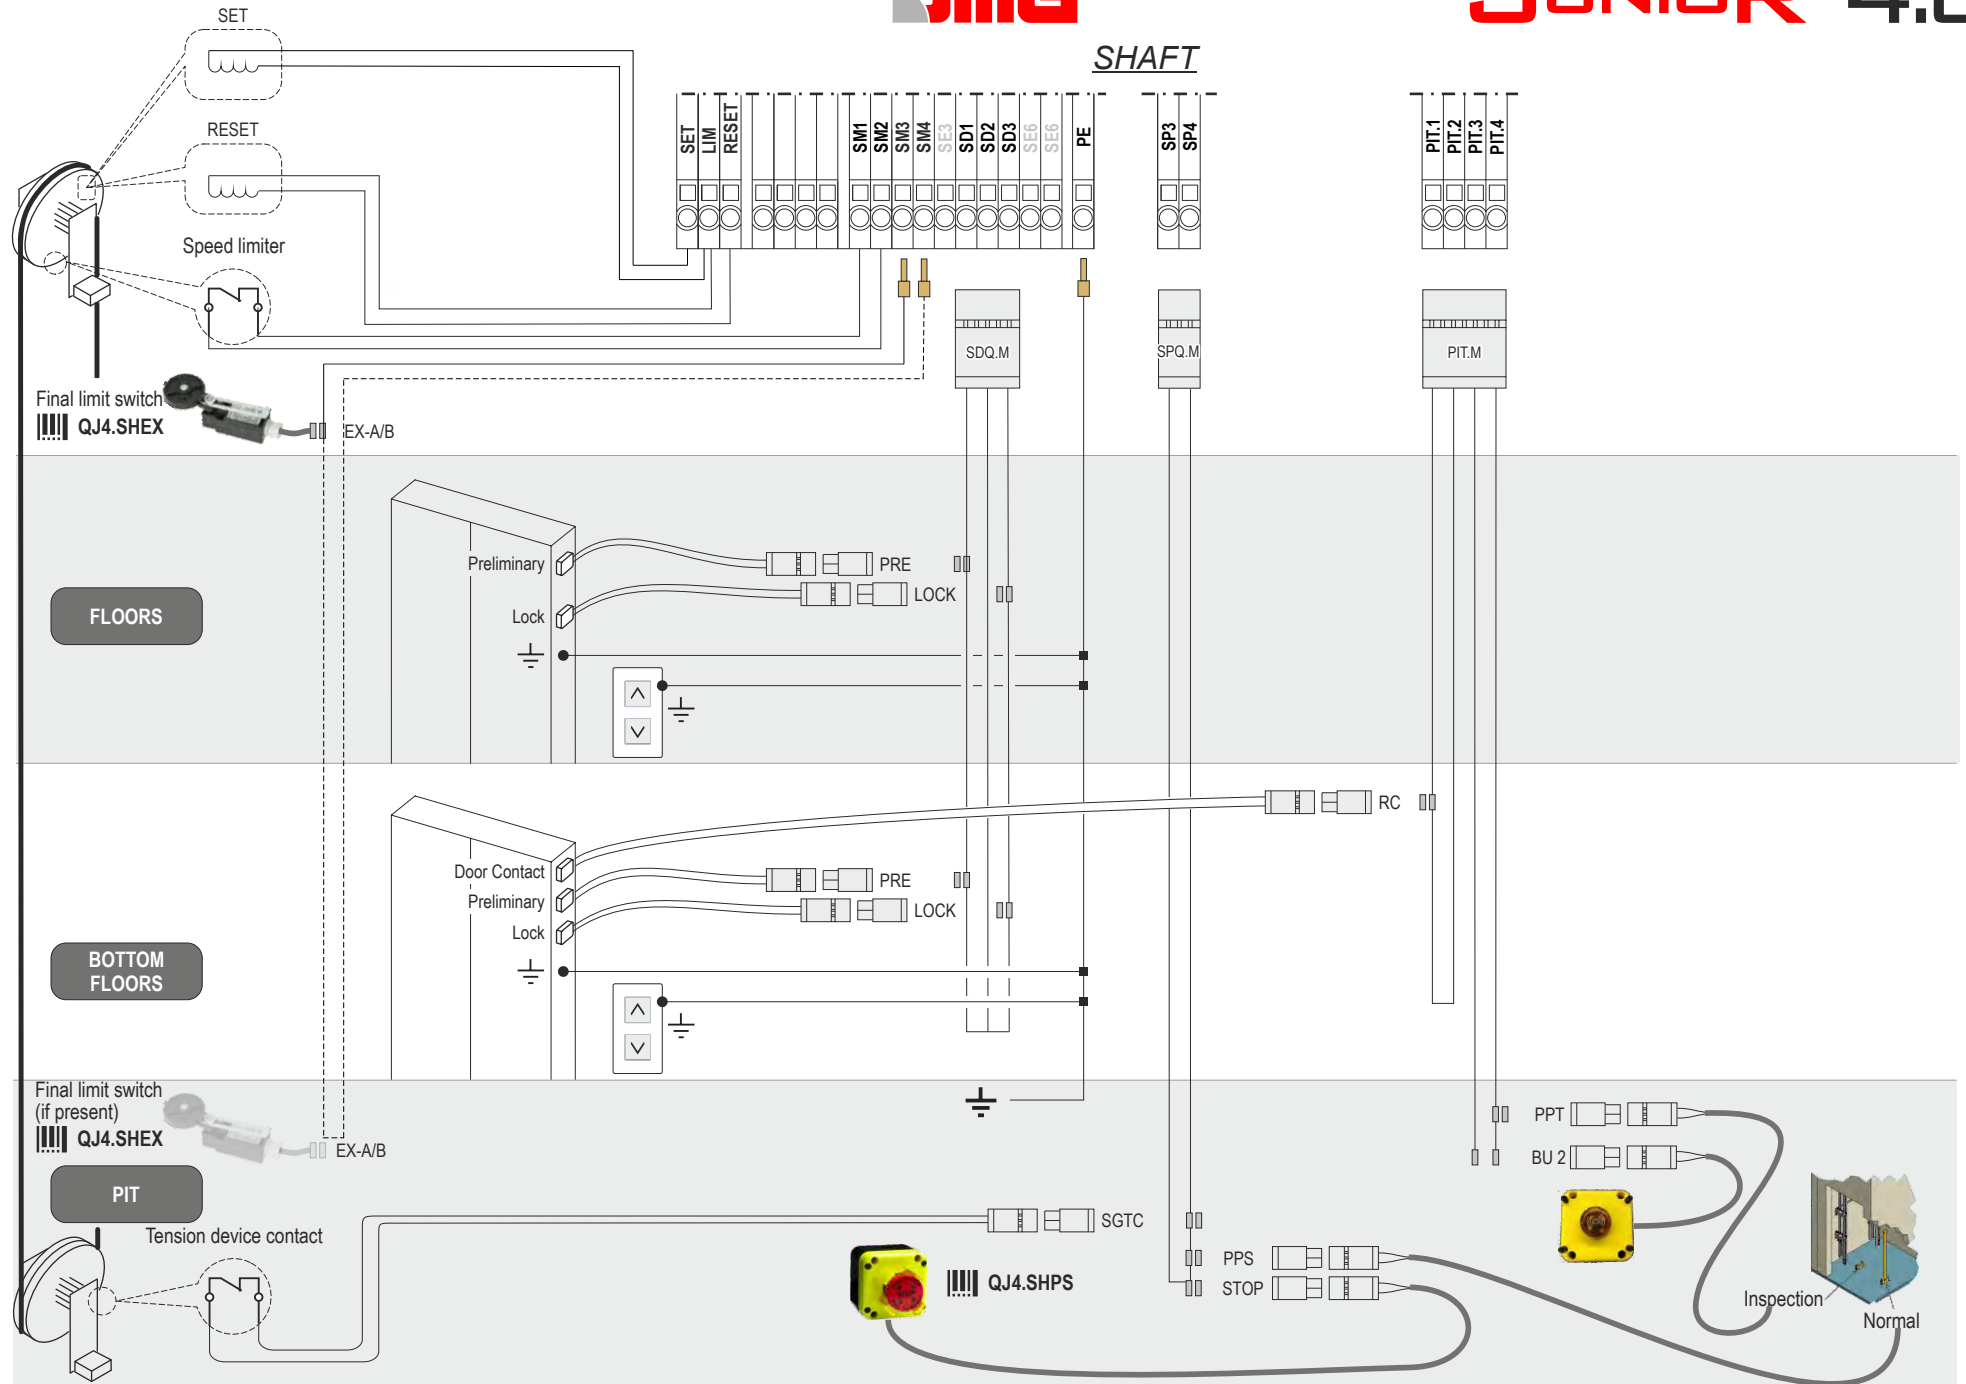 SHAFT
SET
RESET
Speed limiter
SET
LIM
RESET
SM1
SM2
SM3
SM4
SE3
SD1
SD2
SD3
SE6
SE6
PE
SP3
SP4
PIT.1
PIT.2
PIT.3
PIT.4
SDQ.M
SPQ.M
PIT.M
Final limit switch
QJ4.SHEX
EX-A/B
FLOORS
Preliminary
PRE
Lock
LOCK
BOTTOM
FLOORS
Door Contact
RC
Preliminary
PRE
Lock
LOCK
Final limit switch
(if present)
QJ4.SHEX
EX-A/B
PIT
Tension device contact
SGTC
QJ4.SHPS
PPS
STOP
PPT
BU 2
Inspection
Normal